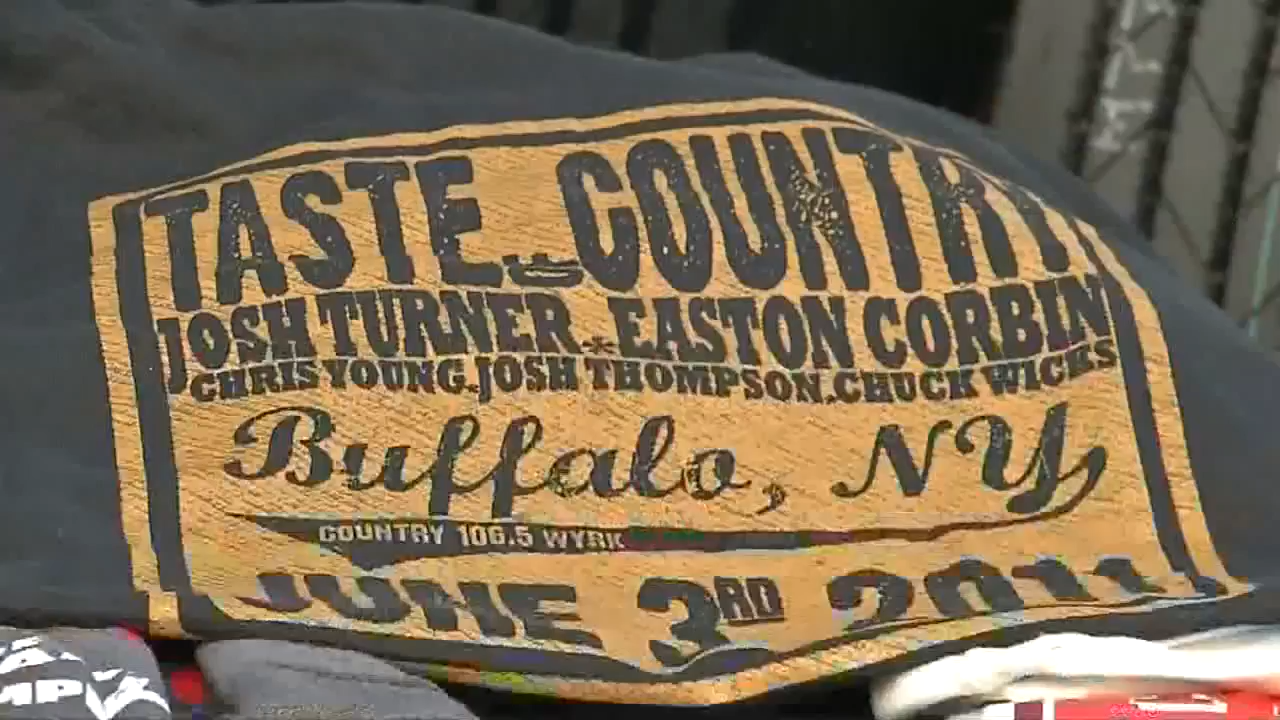 TASTE OF COUNTRY
JOSH TURNER * EASTON CORBIN
CHRIS YOUNG. JOSH THOMPSON. CHUCK WICKS
Buffalo, NY
COUNTRY 106.5 WYRK
JUNE 3RD 2011